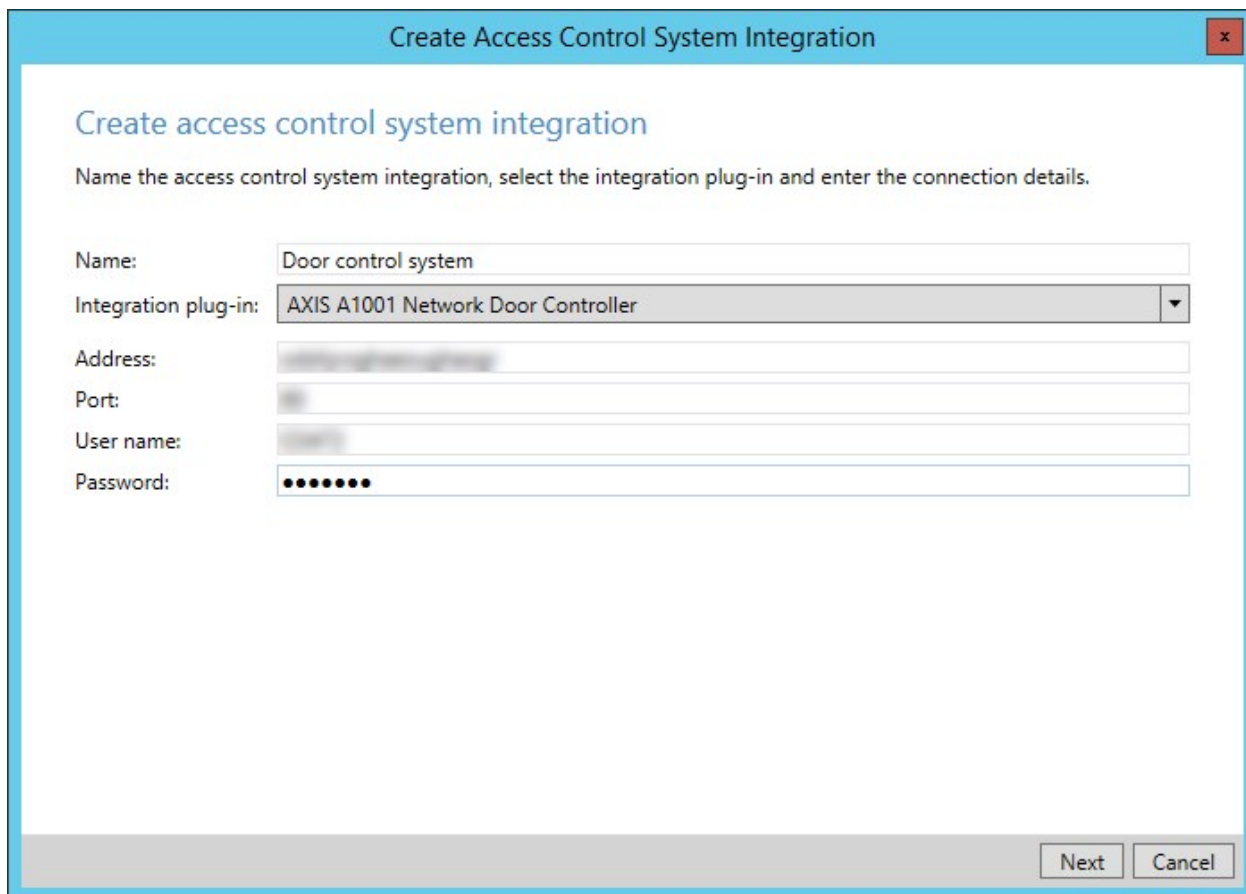 Create Access Control System Integration
x
Create access control system integration
Name the access control system integration, select the integration plug-in and enter the connection details.
Name: Door control system
Integration plug-in: AXIS A1001 Network Door Controller
Address:
Port:
User name:
Password: •••••••
Next Cancel